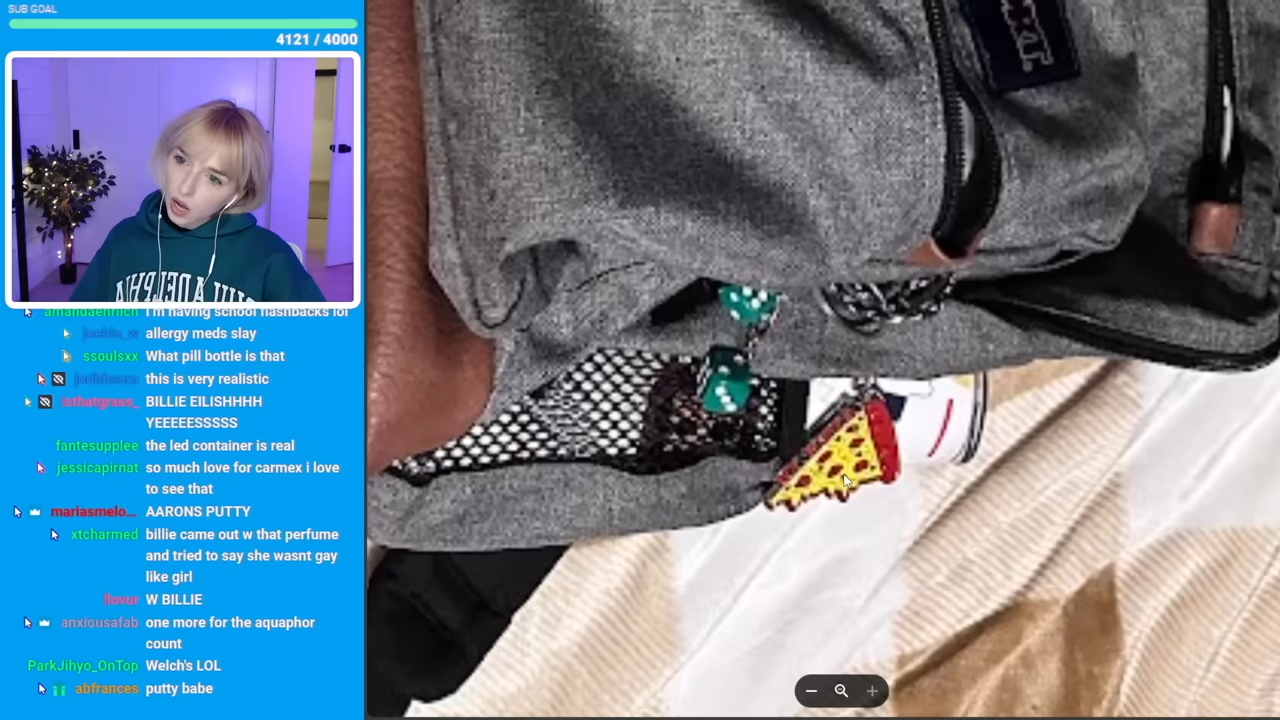 SUB GOAL
4121 / 4000
amandaehrlich I'm having school flashbacks lol
allergy meds slay
ssoulsxx What pill bottle is that
this is very realistic
isthatgrass_ BILLIE EILISHHHH
YEEEEESSSSS
fantesupplee the led container is real
jessicapirnat so much love for carmex i love
to see that
mariasmelo... AARONS PUTTY
xtcharmed billie came out w that perfume
and tried to say she wasnt gay
like girl
W BILLIE
anxiousafab one more for the aquaphor
count
ParkJihyo_OnTop Welch's LOL
abfrances putty babe